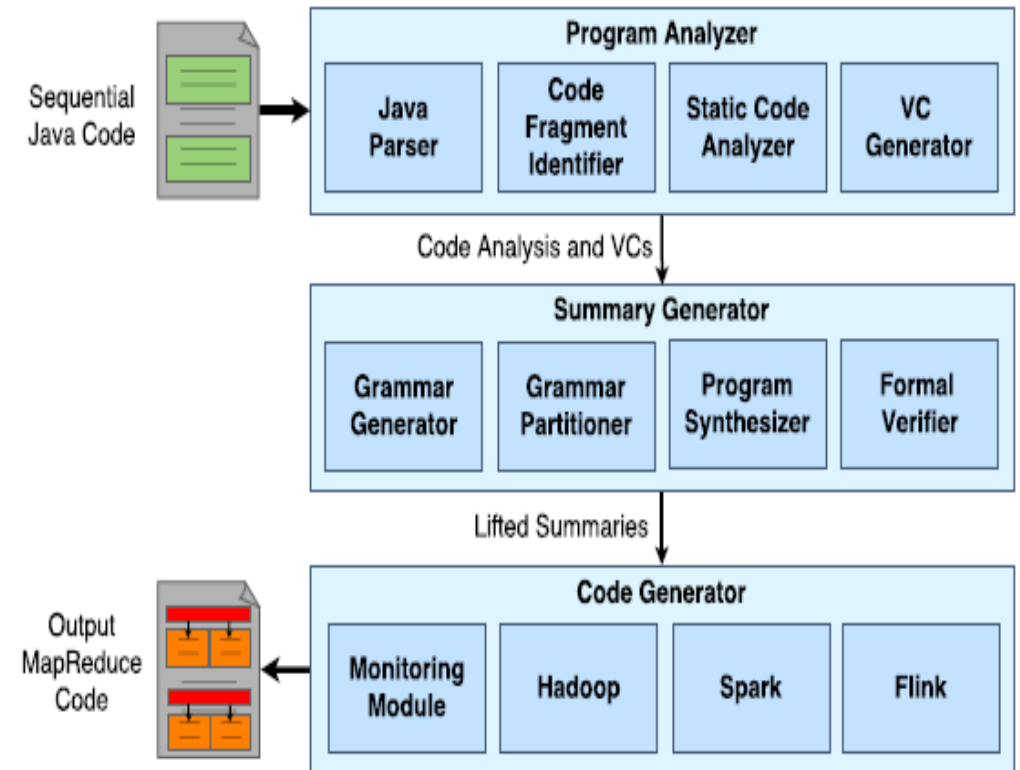 Program Analyzer
Sequential
Java Code
Java
Parser
Code
Fragment
Identifier
Static Code
Analyzer
VC
Generator
Code Analysis and VCs
Summary Generator
Grammar
Generator
Grammar
Partitioner
Program
Synthesizer
Formal
Verifier
Lifted Summaries
Code Generator
Output
MapReduce
Code
Monitoring
Module
Hadoop
Spark
Flink